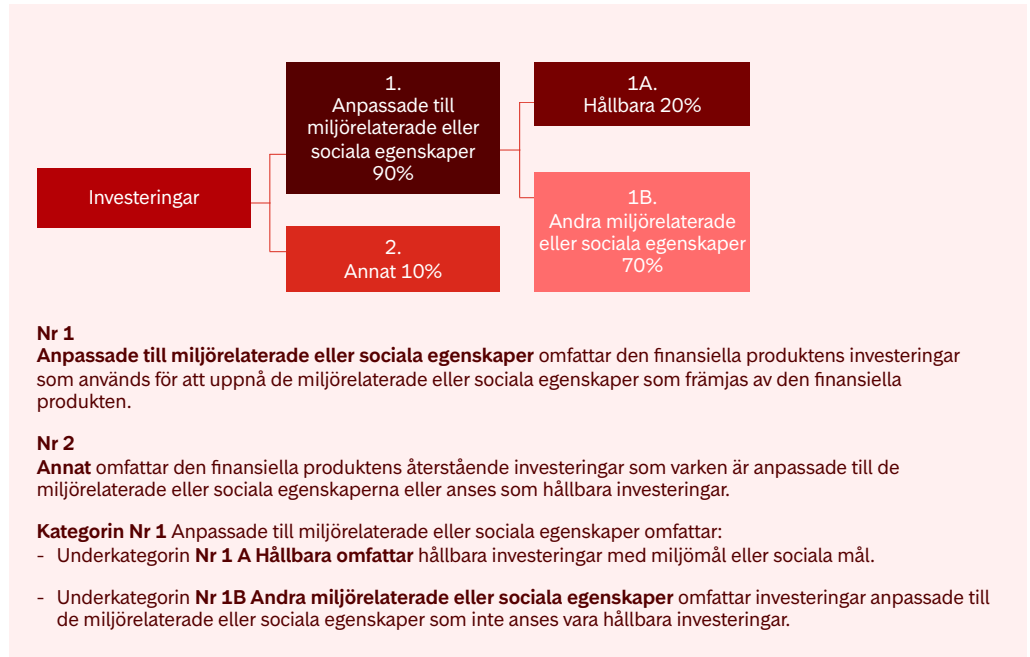 1.
Anpassade till
miljörelaterade eller
sociala egenskaper
90%
1A.
Hållbara 20%
Investeringar
1B.
Andra miljörelaterade
eller sociala egenskaper
70%
2.
Annat 10%
Nr 1
Anpassade till miljörelaterade eller sociala egenskaper omfattar den finansiella produktens investeringar
som används för att uppnå de miljörelaterade eller sociala egenskaper som främjas av den finansiella
produkten.
Nr 2
Annat omfattar den finansiella produktens återstående investeringar som varken är anpassade till de
miljörelaterade eller sociala egenskaperna eller anses som hållbara investeringar.
Kategorin Nr 1 Anpassade till miljörelaterade eller sociala egenskaper omfattar:
- Underkategorin Nr 1 A Hållbara omfattar hållbara investeringar med miljömål eller sociala mål.
- Underkategorin Nr 1B Andra miljörelaterade eller sociala egenskaper omfattar investeringar anpassade till
de miljörelaterade eller sociala egenskaper som inte anses vara hållbara investeringar.